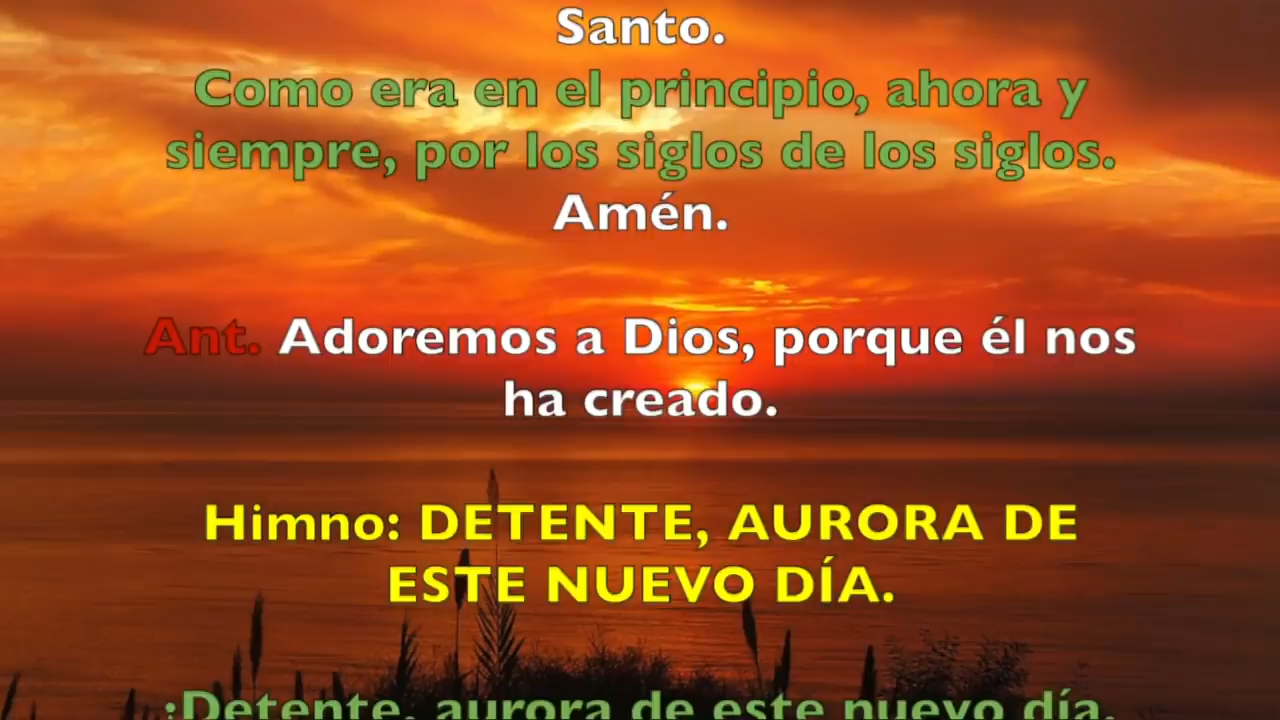 Santo.
Como era en el principio, ahora y
siempre, por los siglos de los siglos.
Amén.
Ant. Adoremos a Dios, porque él nos
ha creado.
Himno: DETENTE, AURORA DE
ESTE NUEVO DÍA.
¡Detente, aurora de este nuevo día,